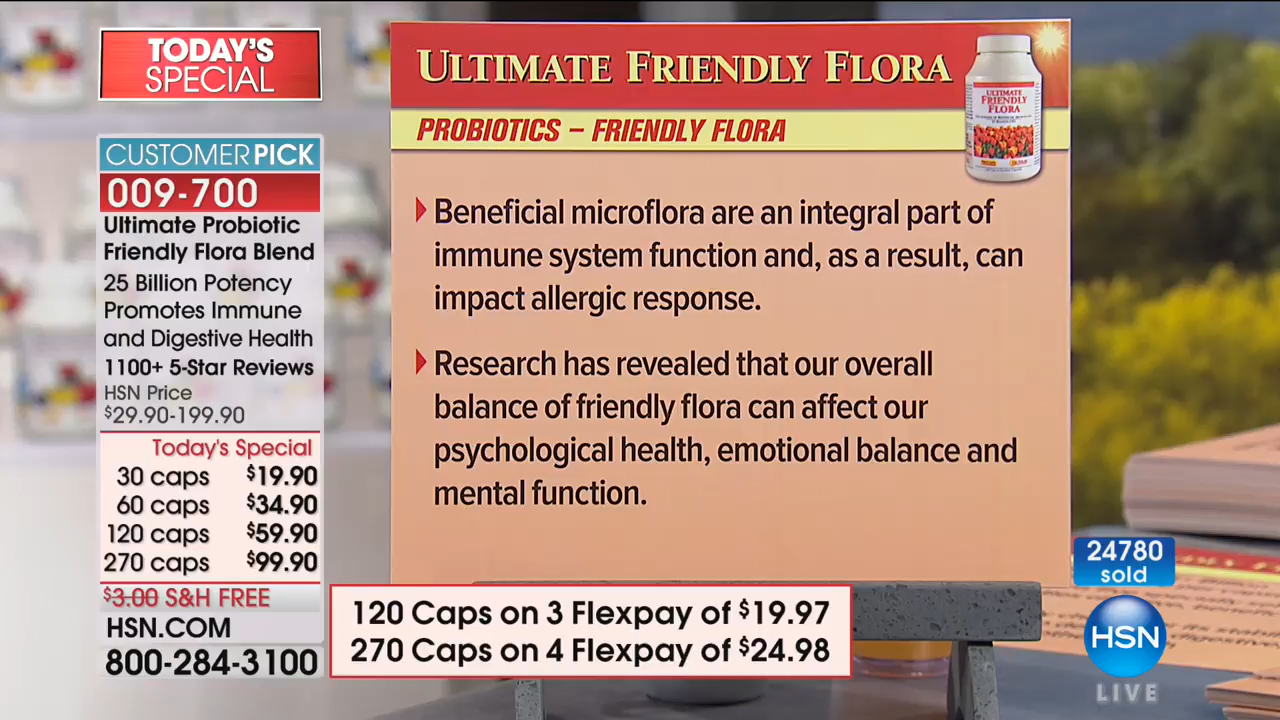 TODAY'S
SPECIAL
CUSTOMER PICK
009-700
Ultimate Probiotic
Friendly Flora Blend
25 Billion Potency
Promotes Immune
and Digestive Health
1100+ 5-Star Reviews
HSN Price
$29.90-199.90
Today's Special
30 caps $19.90
60 caps $34.90
120 caps $59.90
270 caps $99.90
$3.00 S&H FREE
HSN.COM
800-284-3100
ULTIMATE FRIENDLY FLORA
PROBIOTICS – FRIENDLY FLORA
ULTIMATE
FRIENDLY
FLORA
Beneficial microflora are an integral part of
immune system function and, as a result, can
impact allergic response.
Research has revealed that our overall
balance of friendly flora can affect our
psychological health, emotional balance and
mental function.
120 Caps on 3 Flexpay of $19.97
270 Caps on 4 Flexpay of $24.98
24780
sold
HSN
LIVE